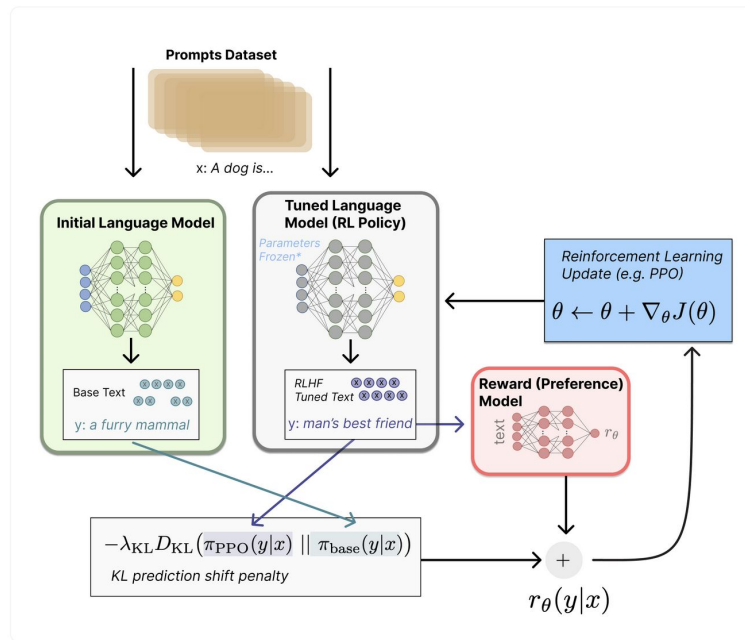 Prompts Dataset
x: A dog is...
Initial Language Model
Base Text
x x x x
x x x x
y: a furry mammal
Tuned Language
Model (RL Policy)
Parameters
Frozen*
RLHF
Tuned Text
x x x x
x x x x
y: man's best friend
Reinforcement Learning
Update (e.g. PPO)
θ ← θ + ∇θJ(θ)
Reward (Preference)
Model
text
rθ
−λKL DKL(πPPO(y|x) || πbase(y|x))
KL prediction shift penalty
+
rθ(y|x)